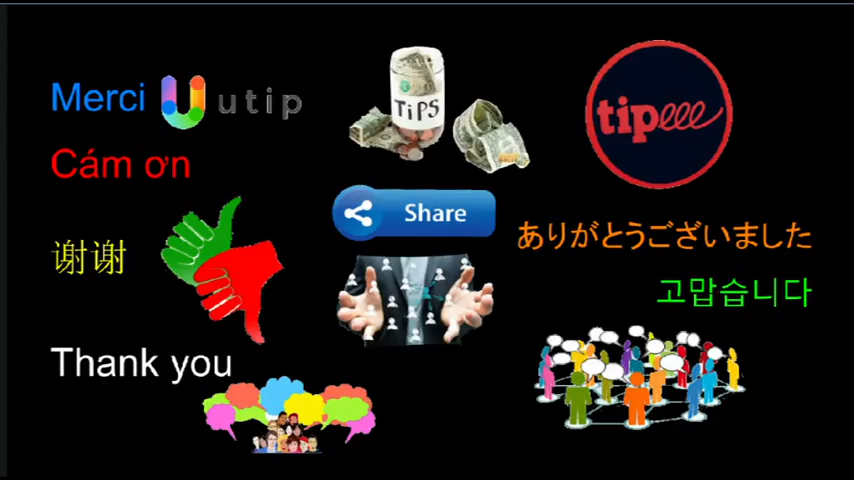 Merci
utip
TiPS
tipeee
Cám ơn
Share
谢谢
ありがとうございました
고맙습니다
Thank you